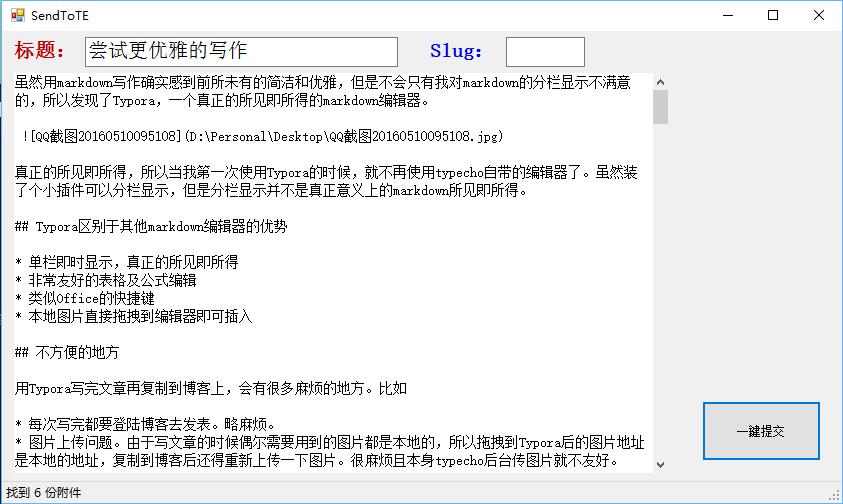 SendToTE
标题： 尝试更优雅的写作 Slug：
虽然用markdown写作确实感到前所未有的简洁和优雅，但是不会只有我对markdown的分栏显示不满意
的，所以发现了Typora，一个真正的所见即所得的markdown编辑器。
![QQ截图20160510095108](D:\Personal\Desktop\QQ截图20160510095108.jpg)
真正的所见即所得，所以当我第一次使用Typora的时候，就不再使用typecho自带的编辑器了。虽然装
了个小插件可以分栏显示，但是分栏显示并不是真正意义上的markdown所见即所得。
## Typora区别于其他markdown编辑器的优势
* 单栏即时显示，真正的所见即所得
* 非常友好的表格及公式编辑
* 类似Office的快捷键
* 本地图片直接拖拽到编辑器即可插入
## 不方便的地方
用Typora写完文章再复制到博客上，会有很多麻烦的地方。比如
* 每次写完都要登陆博客去发表。略麻烦。
* 图片上传问题。由于写文章的时候偶尔需要用到的图片都是本地的，所以拖拽到Typora后的图片地址
是本地的地址，复制到博客后还得重新上传一下图片。很麻烦且本身typecho后台传图片就不友好。
一键提交
找到 6 份附件